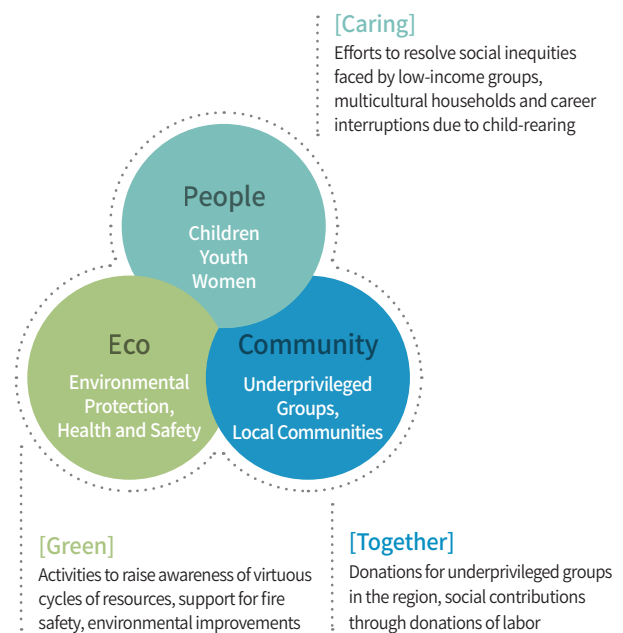 [Caring]
Efforts to resolve social inequities
faced by low-income groups,
multicultural households and career
interruptions due to child-rearing
People
Children
Youth
Women
Eco
Environmental
Protection,
Health and Safety
Community
Underprivileged
Groups,
Local Communities
[Green]
Activities to raise awareness of virtuous
cycles of resources, support for fire
safety, environmental improvements
[Together]
Donations for underprivileged groups
in the region, social contributions
through donations of labor